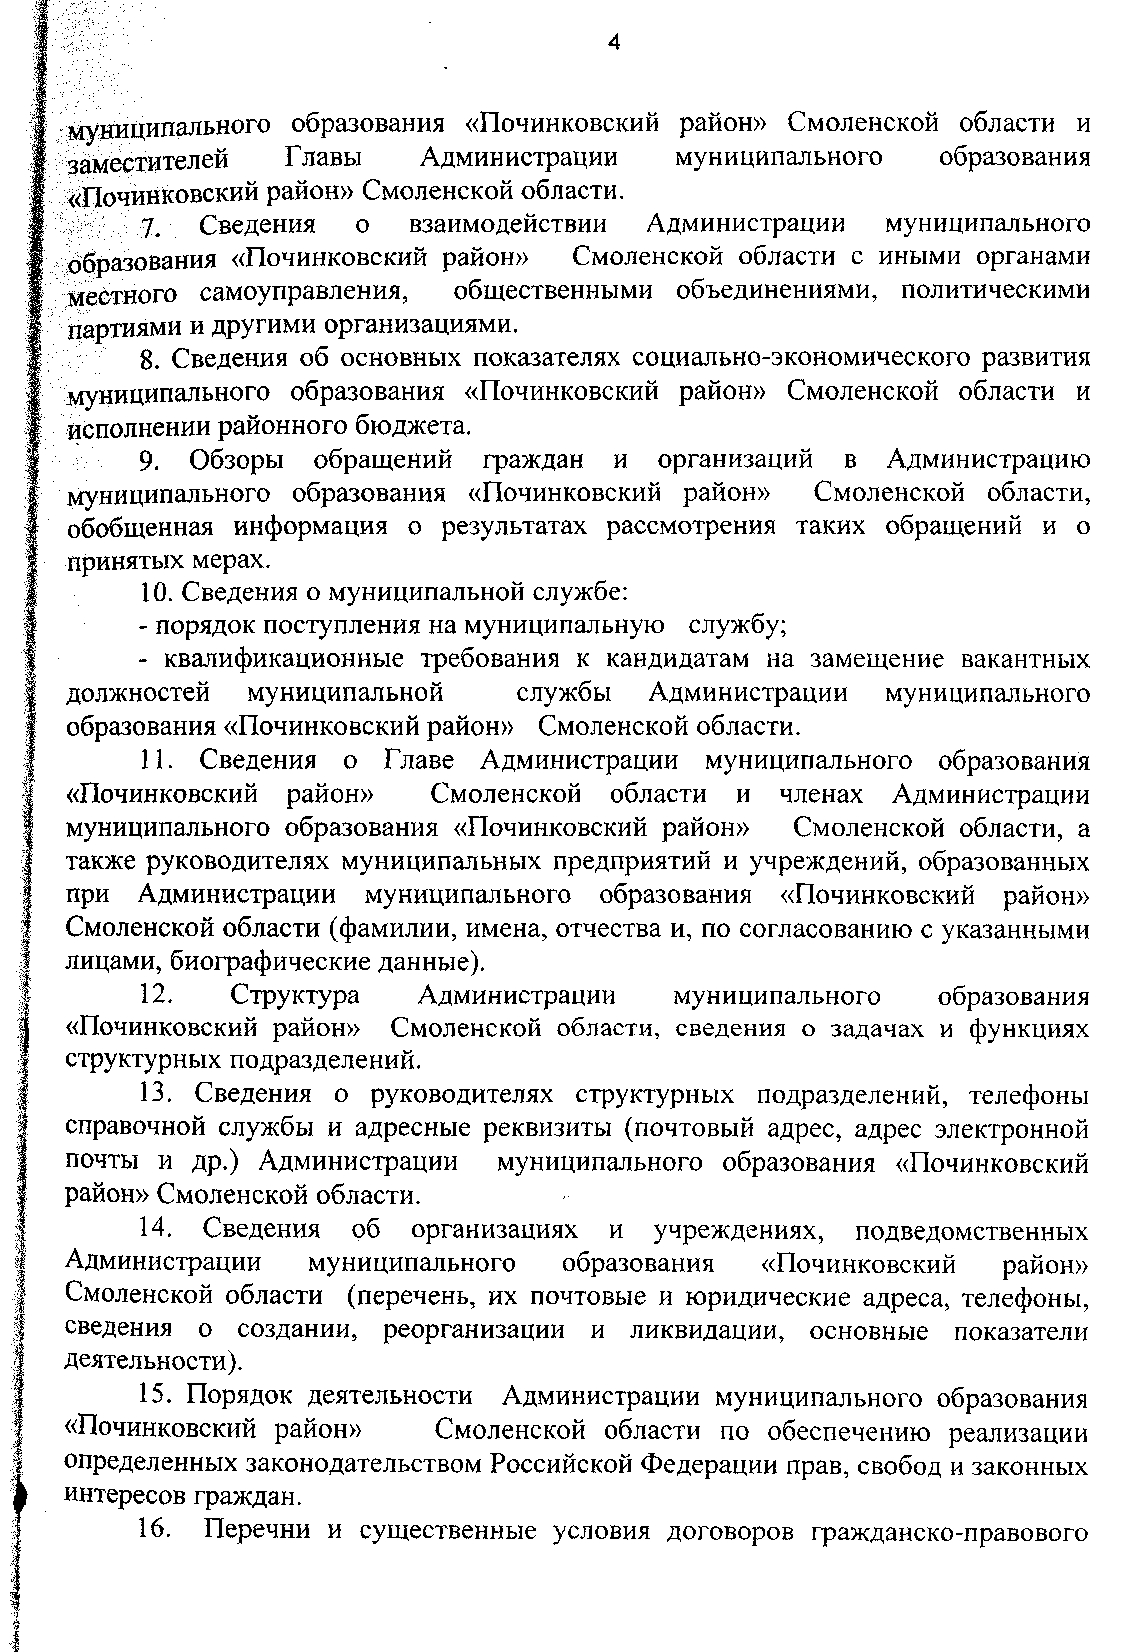 4
муниципального образования «Починковский район» Смоленской области и
заместителей Главы Администрации муниципального образования
«Починковский район» Смоленской области.
7. Сведения о взаимодействии Администрации муниципального
образования «Починковский район» Смоленской области с иными органами
местного самоуправления, общественными объединениями, политическими
партиями и другими организациями.
8. Сведения об основных показателях социально-экономического развития
муниципального образования «Починковский район» Смоленской области и
исполнении районного бюджета.
9. Обзоры обращений граждан и организаций в Администрацию
муниципального образования «Починковский район» Смоленской области,
обобщенная информация о результатах рассмотрения таких обращений и о
принятых мерах.
10. Сведения о муниципальной службе:
- порядок поступления на муниципальную службу;
- квалификационные требования к кандидатам на замещение вакантных
должностей муниципальной службы Администрации муниципального
образования «Починковский район» Смоленской области.
11. Сведения о Главе Администрации муниципального образования
«Починковский район» Смоленской области и членах Администрации
муниципального образования «Починковский район» Смоленской области, а
также руководителях муниципальных предприятий и учреждений, образованных
при Администрации муниципального образования «Починковский район»
Смоленской области (фамилии, имена, отчества и, по согласованию с указанными
лицами, биографические данные).
12. Структура Администрации муниципального образования
«Починковский район» Смоленской области, сведения о задачах и функциях
структурных подразделений.
13. Сведения о руководителях структурных подразделений, телефоны
справочной службы и адресные реквизиты (почтовый адрес, адрес электронной
почты и др.) Администрации муниципального образования «Починковский
район» Смоленской области.
14. Сведения об организациях и учреждениях, подведомственных
Администрации муниципального образования «Починковский район»
Смоленской области (перечень, их почтовые и юридические адреса, телефоны,
сведения о создании, реорганизации и ликвидации, основные показатели
деятельности).
15. Порядок деятельности Администрации муниципального образования
«Починковский район» Смоленской области по обеспечению реализации
определенных законодательством Российской Федерации прав, свобод и законных
интересов граждан.
16. Перечни и существенные условия договоров гражданско-правового